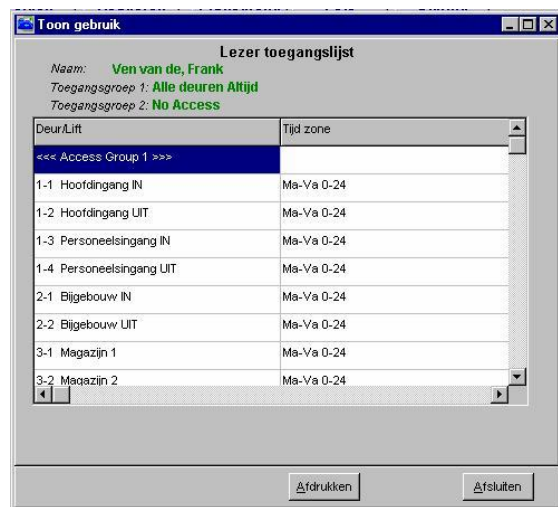 Toon gebruik
Lezer toegangslijst
Naam: Ven van de, Frank
Toegangsgroep 1: Alle deuren Altijd
Toegangsgroep 2: No Access
Deur/Lift Tijd zone
<<< Access Group 1 >>>
1-1 Hoofdingang IN Ma-Va 0-24
1-2 Hoofdingang UIT Ma-Va 0-24
1-3 Personeelsingang IN Ma-Va 0-24
1-4 Personeelsingang UIT Ma-Va 0-24
2-1 Bijgebouw IN Ma-Va 0-24
2-2 Bijgebouw UIT Ma-Va 0-24
3-1 Magazijn 1 Ma-Va 0-24
3-2 Magazijn 2 Ma-Va 0-24
Afdrukken Afsluiten